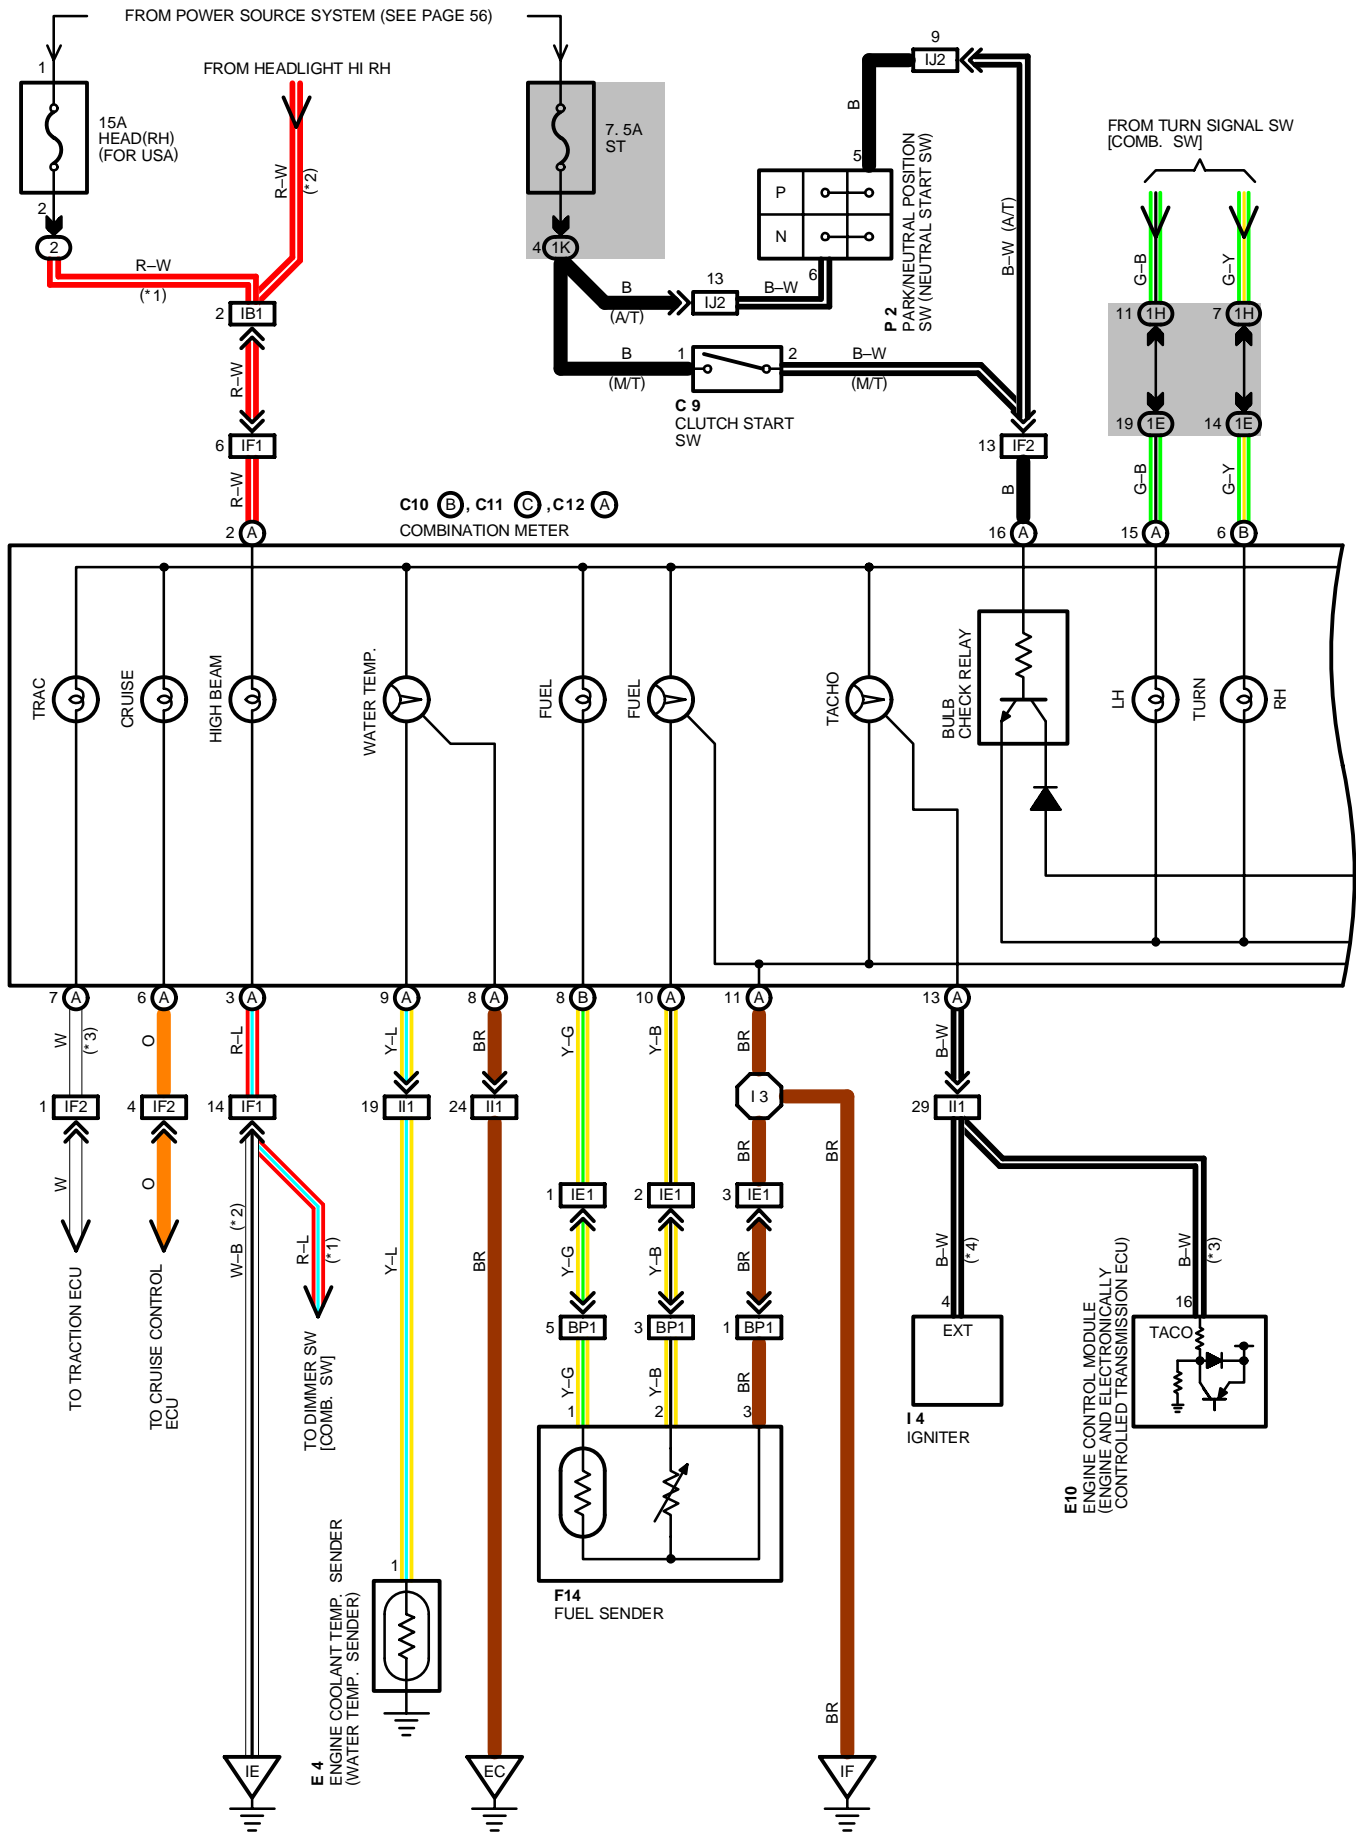 FROM POWER SOURCE SYSTEM (SEE PAGE 56)
1
15A
HEAD(RH)
(FOR USA)
2
2
FROM HEADLIGHT HI RH
R–W
(*2)
R–W
(*1)
2 IB1
R–W
6 IF1
R–W
2 A
7. 5A
ST
4 1K
B
(A/T)
13
IJ2
B–W
6
P
N
5
B
9
IJ2
P 2
PARK/NEUTRAL POSITION
SW (NEUTRAL START SW)
B–W (A/T)
B
(M/T)
1
2
B–W
(M/T)
C 9
CLUTCH START
SW
13 IF2
B
16 A
FROM TURN SIGNAL SW
[COMB. SW]
G–B
G–Y
11 1H
7 1H
19 1E
14 1E
G–B
G–Y
15 A
6 B
C10 B , C11 C , C12 A
COMBINATION METER
TRAC
CRUISE
HIGH BEAM
WATER TEMP.
FUEL
FUEL
TACHO
BULB
CHECK RELAY
LH
TURN
RH
7 A
6 A
3 A
9 A
8 A
8 B
10 A
11 A
13 A
W
(*3)
O
R–L
Y–L
BR
Y–G
Y–B
BR
B–W
1 IF2
4 IF2
14 IF1
19 II1
24 II1
I 3
29 II1
W
O
W–B (*2)
R–L
(*1)
Y–L
BR
BR
BR
1 IE1
2 IE1
3 IE1
Y–G
Y–B
BR
B–W
(*4)
B–W
(*3)
TO TRACTION ECU
TO CRUISE CONTROL
ECU
TO DIMMER SW
[COMB. SW]
5 BP1
3 BP1
1 BP1
Y–G
Y–B
BR
1
2
3
4
EXT
I 4
IGNITER
16
TACO
E10
ENGINE CONTROL MODULE
(ENGINE AND ELECTRONICALLY
CONTROLLED TRANSMISSION ECU)
F14
FUEL SENDER
1
E 4
ENGINE COOLANT TEMP. SENDER
(WATER TEMP. SENDER)
BR
IE
EC
IF